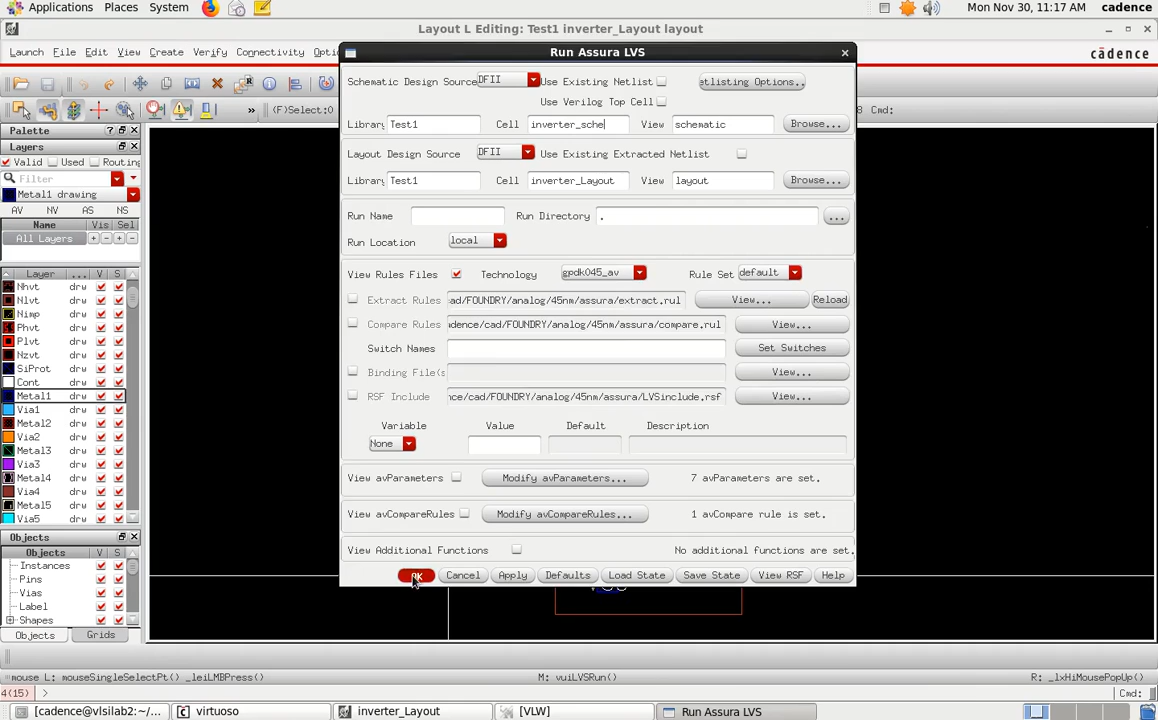 Applications Places System Mon Nov 30, 11:17 AM cadence
Layout L Editing: Test1 inverter_Layout layout
Launch File Edit View Create Verify Connectivity Optio
cādence
Run Assura LVS
Schematic Design Source DFII Use Existing Netlist etlisting Options..
Use Verilog Top Cell
Library Test1 Cell inverter_sche View schematic Browse...
Layout Design Source DFII Use Existing Extracted Netlist
Library Test1 Cell inverter_Layout View layout Browse...
Run Name Run Directory . ...
Run Location local
View Rules Files Technology gpdk045_av Rule Set default
Extract Rules ad/FOUNDRY/analog/45nm/assura/extract.rul View... Reload
Compare Rules dence/cad/FOUNDRY/analog/45nm/assura/compare.rul View...
Switch Names Set Switches
Binding File(s View...
RSF Include nce/cad/FOUNDRY/analog/45nm/assura/LVSinclude.rsf View...
Variable Value Default Description
None
View avParameters Modify avParameters... 7 avParameters are set.
View avCompareRules Modify avCompareRules... 1 avCompare rule is set.
View Additional Functions No additional functions are set.
OK Cancel Apply Defaults Load State Save State View RSF Help
(F)Select:0
8 Cmd:
Palette
Layers
Valid Used Routing
Filter
Metal1 drawing
AV NV AS NS
Name Vis Sel
All Layers
Layer ... V S
Nhvt drw
Nlvt drw
Nimp drw
Phvt drw
Plvt drw
Nzvt drw
SiProt drw
Cont drw
Metal1 drw
Via1 drw
Metal2 drw
Via2 drw
Metal3 drw
Via3 drw
Metal4 drw
Via4 drw
Metal5 drw
Via5 drw
Objects
Objects V S
Instances
Pins
Vias
Label
Shapes
Objects Grids
mouse L: mouseSingleSelectPt() _leiLMBPress() M: vuiLVSRun() R: _lxHiMousePopUp()
4(15) > Cmd:
[cadence@vlsilab2:~/... virtuoso inverter_Layout [VLW] Run Assura LVS